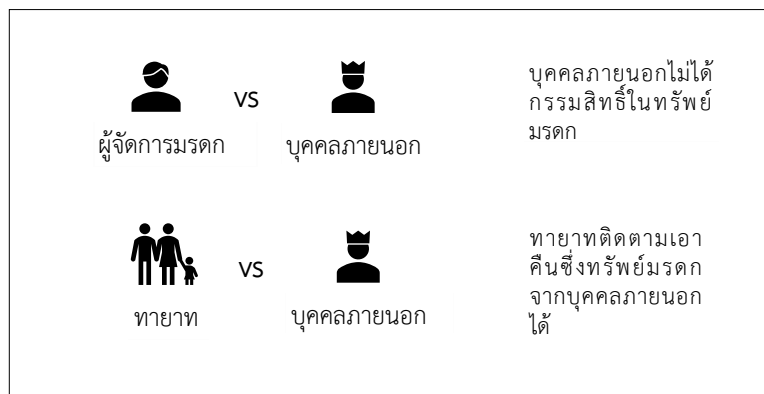 VS
ผู้จัดการมรดก
บุคคลภายนอก
บุคคลภายนอกไม่ได้
กรรมสิทธิ์ในทรัพย์
มรดก
VS
ทายาท
บุคคลภายนอก
ทายาทติดตามเอา
คืนซึ่งทรัพย์มรดก
จากบุคคลภายนอก
ได้